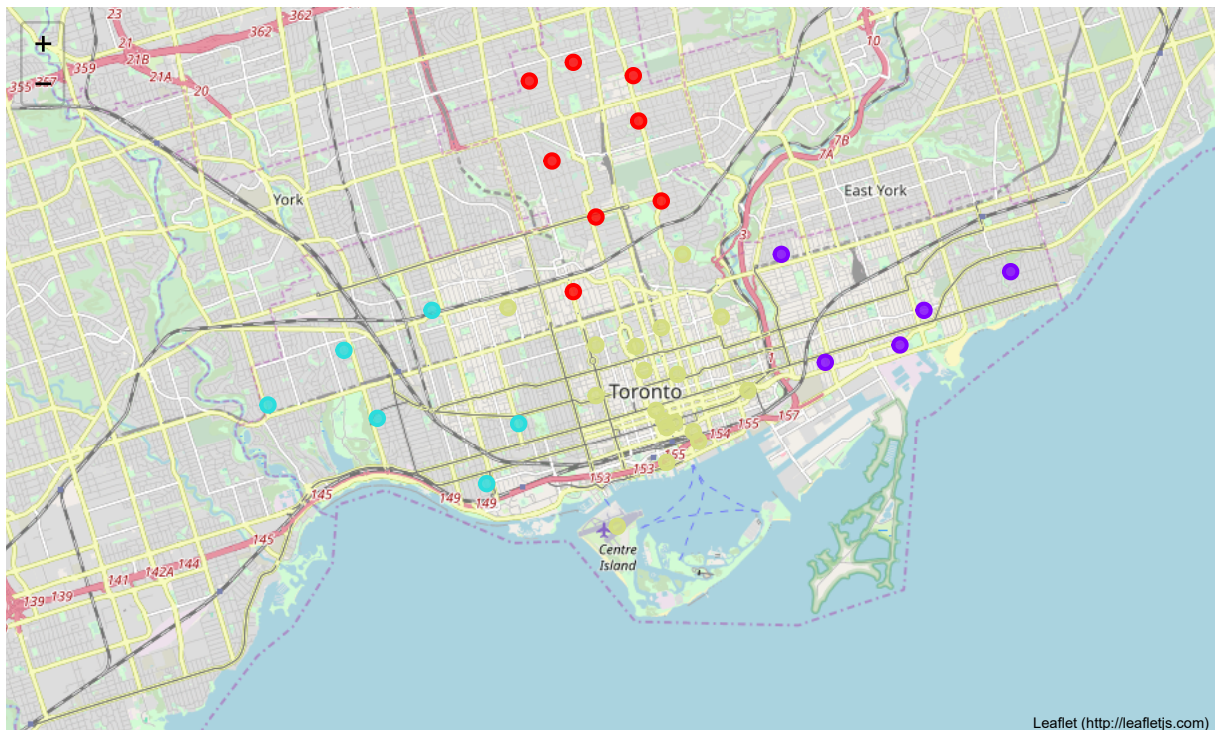 23
362
362
21
21B
10
+
359
355
357
21A
−
20
7B
7A
East York
York
3
1
Toronto
157
155
154
155
153
153
145
149
149
145
Centre
Island
144
142A
141
139
139
Leaflet (http://leafletjs.com)